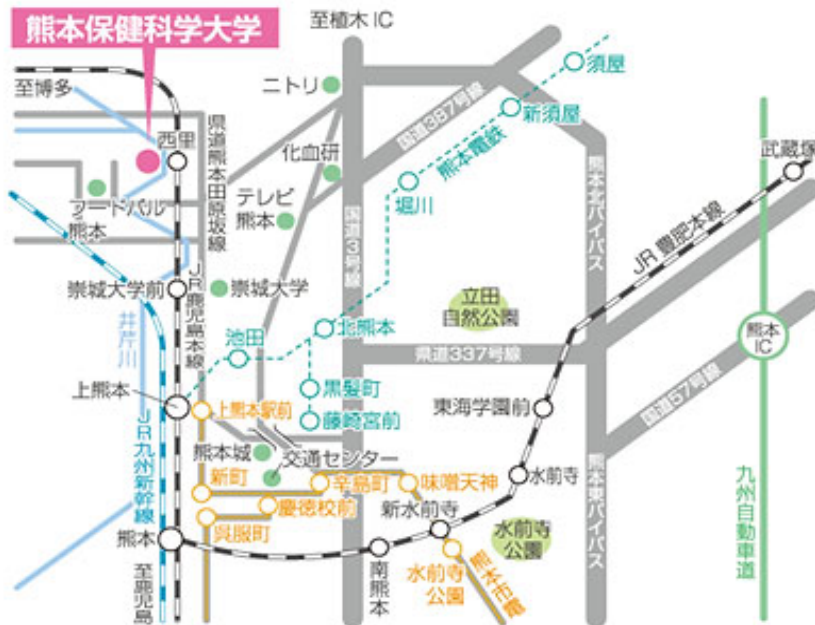 熊本保健科学大学
至植木IC
至博多
ニトリ
須屋
新須屋
国道387号線
熊本電鉄
西里
県道熊本田原坂線
化血研
堀川
テレビ
熊本
フードパル
熊本
国道3号線
熊本北バイパス
武蔵塚
JR 豊肥本線
崇城大学前
崇城大学
JR鹿児島本線
井芹川
池田
北熊本
立田
自然公園
県道337号線
熊本
IC
国道57号線
上熊本
上熊本駅前
黒髪町
藤崎宮前
東海学園前
JR九州新幹線
熊本城
交通センター
新町
辛島町
味噌天神
水前寺
慶徳校前
新水前寺
呉服町
熊本
水前寺
公園
熊本東バイパス
九州自動車道
至鹿児島
南熊本
水前寺
公園
熊本市電